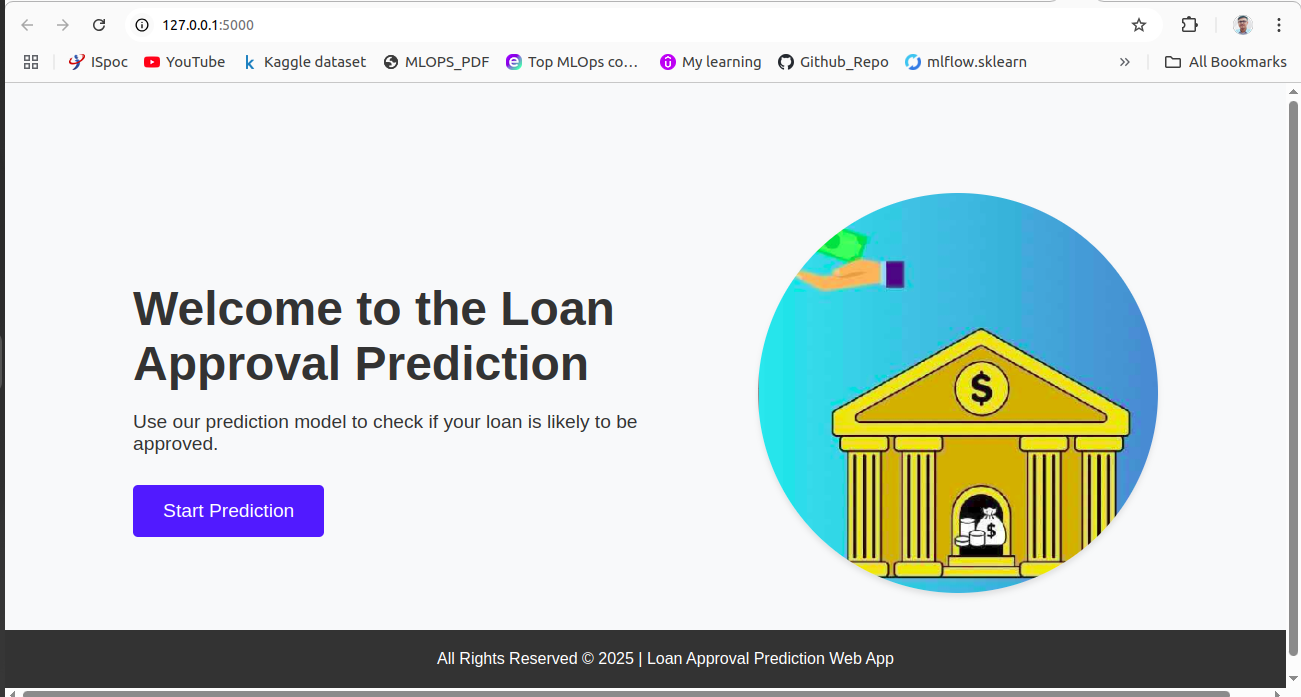 127.0.0.1:5000
ISpoc YouTube Kaggle dataset MLOPS_PDF Top MLOps co… My learning Github_Repo mlflow.sklearn » All Bookmarks
Welcome to the Loan
Approval Prediction
Use our prediction model to check if your loan is likely to be
approved.
Start Prediction
$
$
All Rights Reserved © 2025 | Loan Approval Prediction Web App